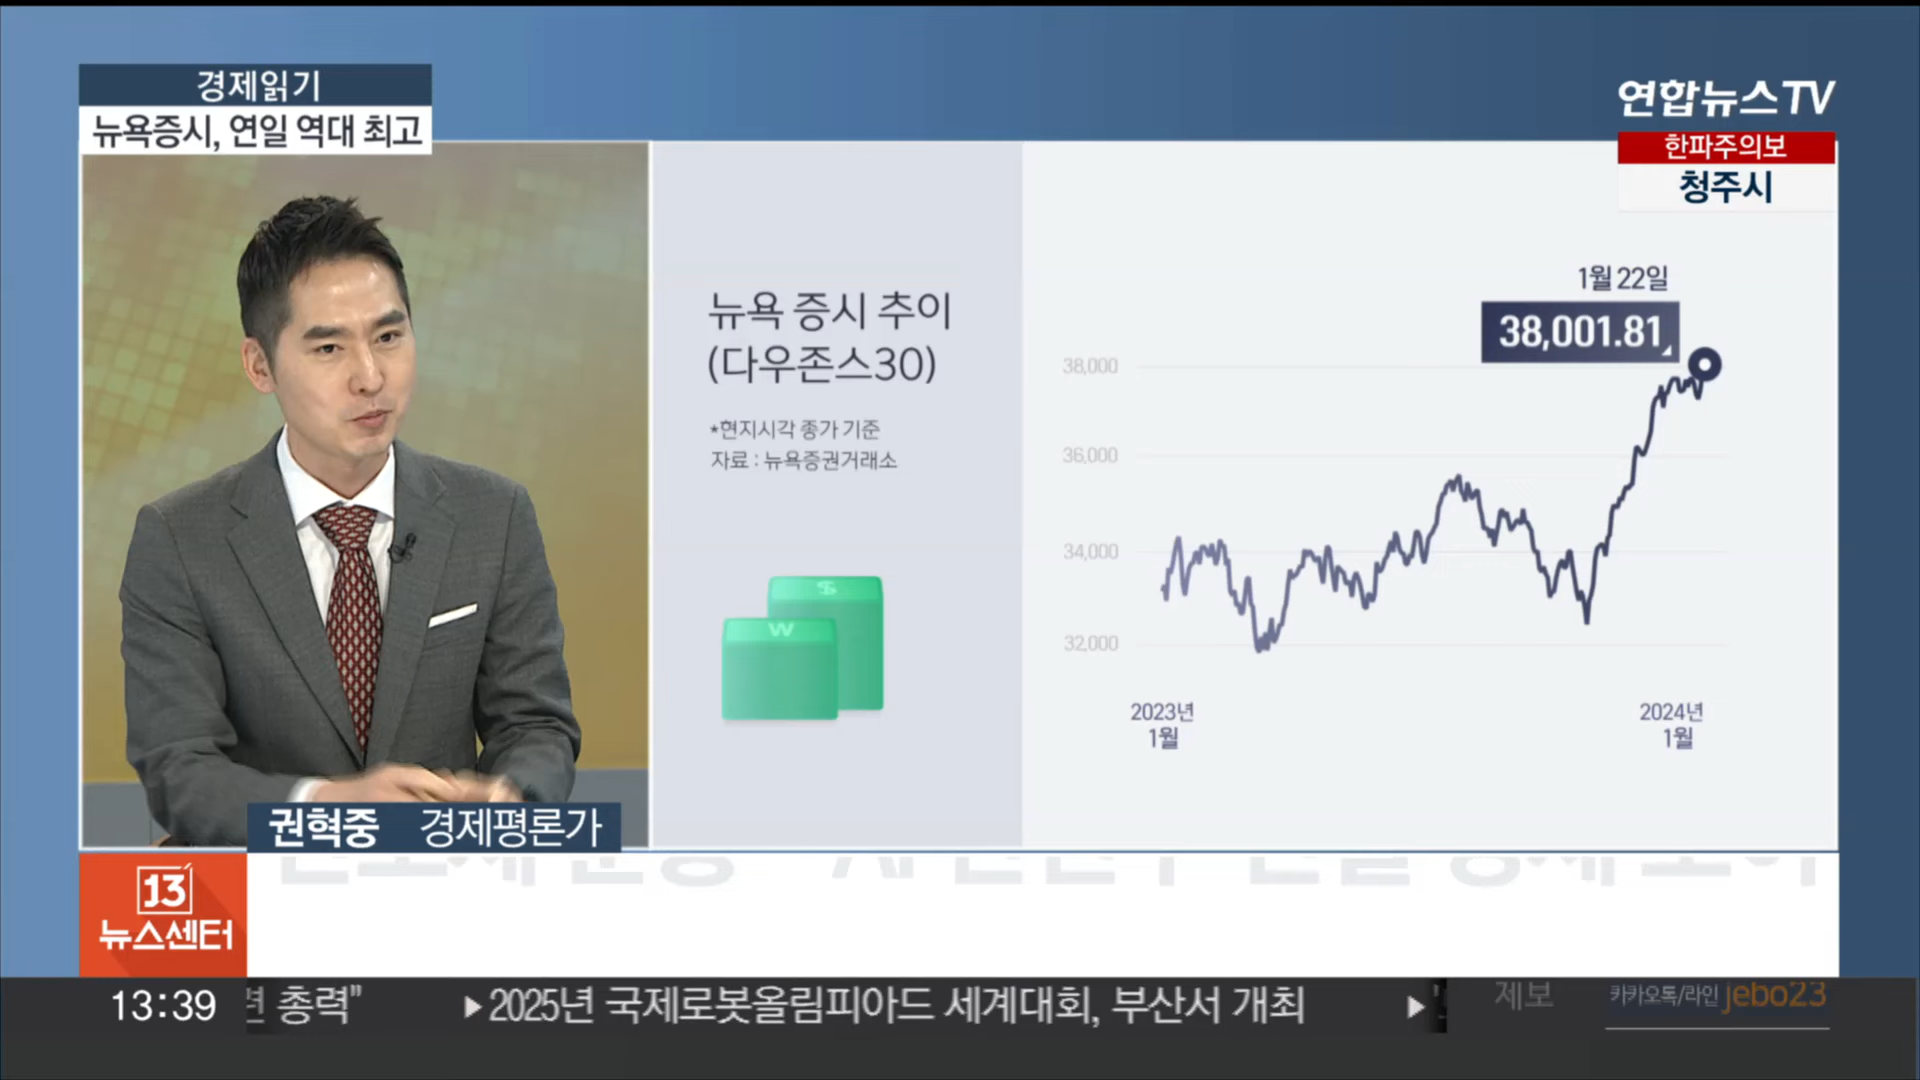 경제읽기
뉴욕증시, 연일 역대 최고
연합뉴스TV
한파주의보
청주시
뉴욕 증시 추이
(다우존스30)
*현지시각 종가 기준
자료 : 뉴욕증권거래소
$
W
1월 22일
38,001.81
38,000
36,000
34,000
32,000
2023년
1월
2024년
1월
권혁중 경제평론가
13
뉴스센터
13:39
총력” ▶2025년 국제로봇올림피아드 세계대회, 부산서 개최 ▶
제보 카카오톡/라인 jebo23